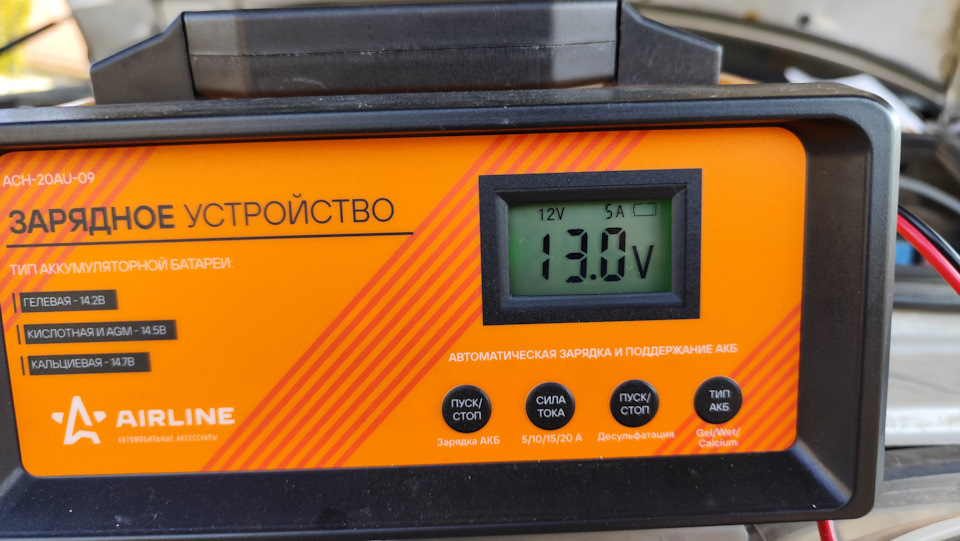 ACH-20AU-09
ЗАРЯДНОЕ УСТРОЙСТВО
ТИП АККУМУЛЯТОРНОЙ БАТАРЕИ:
ГЕЛЕВАЯ - 14.2В
КИСЛОТНАЯ И AGM - 14.5В
КАЛЬЦИЕВАЯ - 14.7В
AIRLINE
АВТОМОБИЛЬНЫЕ АКСЕССУАРЫ
12V 5A
13.0V
АВТОМАТИЧЕСКАЯ ЗАРЯДКА И ПОДДЕРЖАНИЕ АКБ
ПУСК/
СТОП
Зарядка АКБ
СИЛА
ТОКА
5/10/15/20 А
ПУСК/
СТОП
Десульфатация
ТИП
АКБ
Gel/Wet/
Calcium